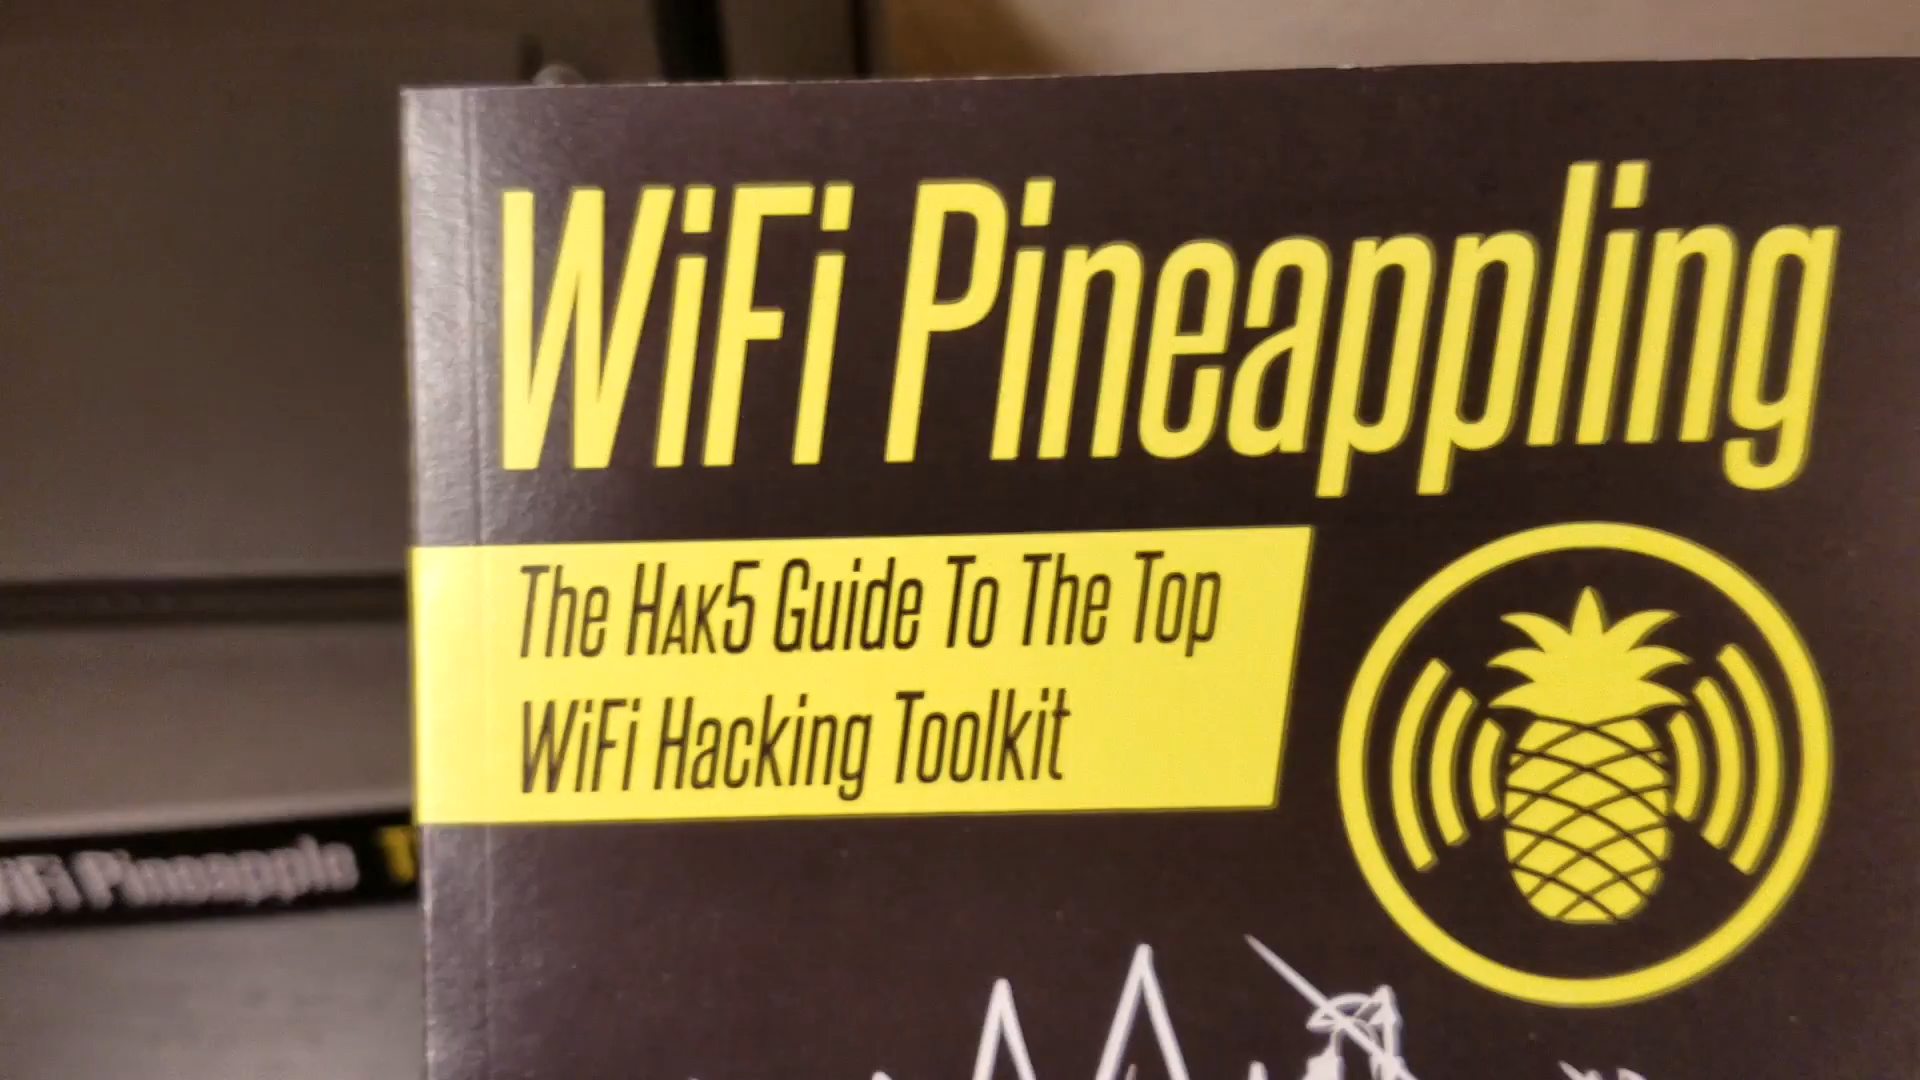 WiFi Pineappling
The HAK5 Guide To The Top
WiFi Hacking Toolkit
WiFi Pineapple